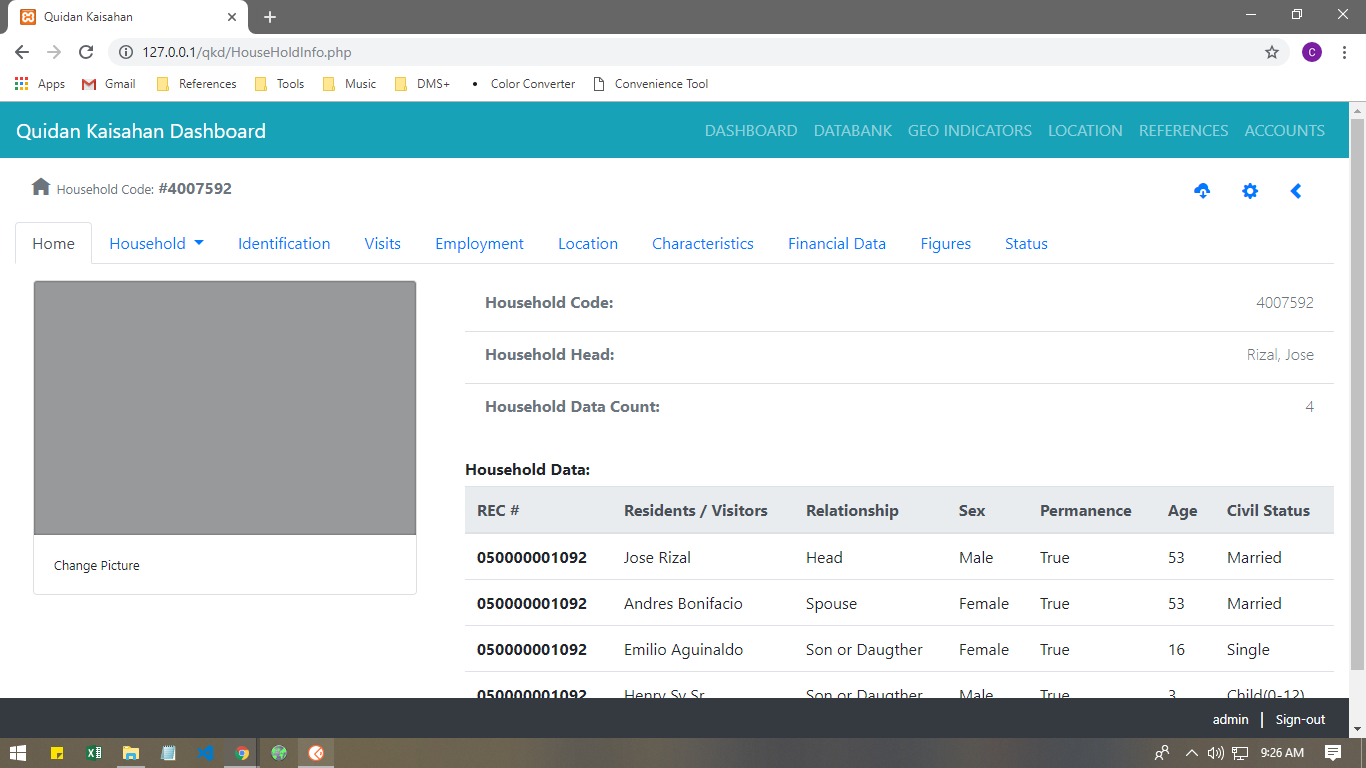 Quidan Kaisahan
127.0.0.1/qkd/HouseHoldInfo.php
C
Apps Gmail References Tools Music DMS+ Color Converter Convenience Tool
Quidan Kaisahan Dashboard DASHBOARD DATABANK GEO INDICATORS LOCATION REFERENCES ACCOUNTS
Household Code: #4007592
Home Household Identification Visits Employment Location Characteristics Financial Data Figures Status
Household Code: 4007592
Household Head: Rizal, Jose
Household Data Count: 4
Change Picture
Household Data:
REC # Residents / Visitors Relationship Sex Permanence Age Civil Status
050000001092 Jose Rizal Head Male True 53 Married
050000001092 Andres Bonifacio Spouse Female True 53 Married
050000001092 Emilio Aguinaldo Son or Daugther Female True 16 Single
050000001092 Henry Sy Sr Son or Daugther Male True 3 Child(0-12)
admin | Sign-out
9:26 AM